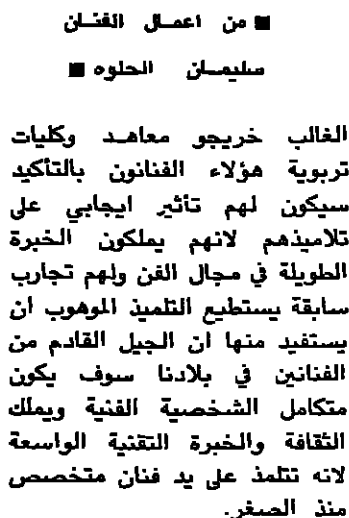 ■ من اعمال الفنان
سليمان الحلوه ■
الغالب خريجو معاهد وكليات
تربوية هؤلاء الفنانون بالتأكيد
سيكون لهم تأثير ايجابي على
تلاميذهم لانهم يملكون الخبرة
الطويلة في مجال الفن ولهم تجارب
سابقة يستطيع التلميذ الموهوب ان
يستفيد منها ان الجيل القادم من
الفنانين في بلادنا سوف يكون
متكامل الشخصية الفنية ويملك
الثقافة والخبرة التقنية الواسعة
لانه تتلمذ على يد فنان متخصص
منذ الصغر.